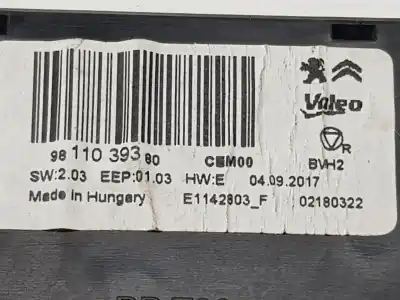 Valeo
R
98 110 393 80 CEM00 BVH2
SW:2.03 EEP:01.03 HW:E 04.09.2017
Made in Hungary E1142803_F 02180322